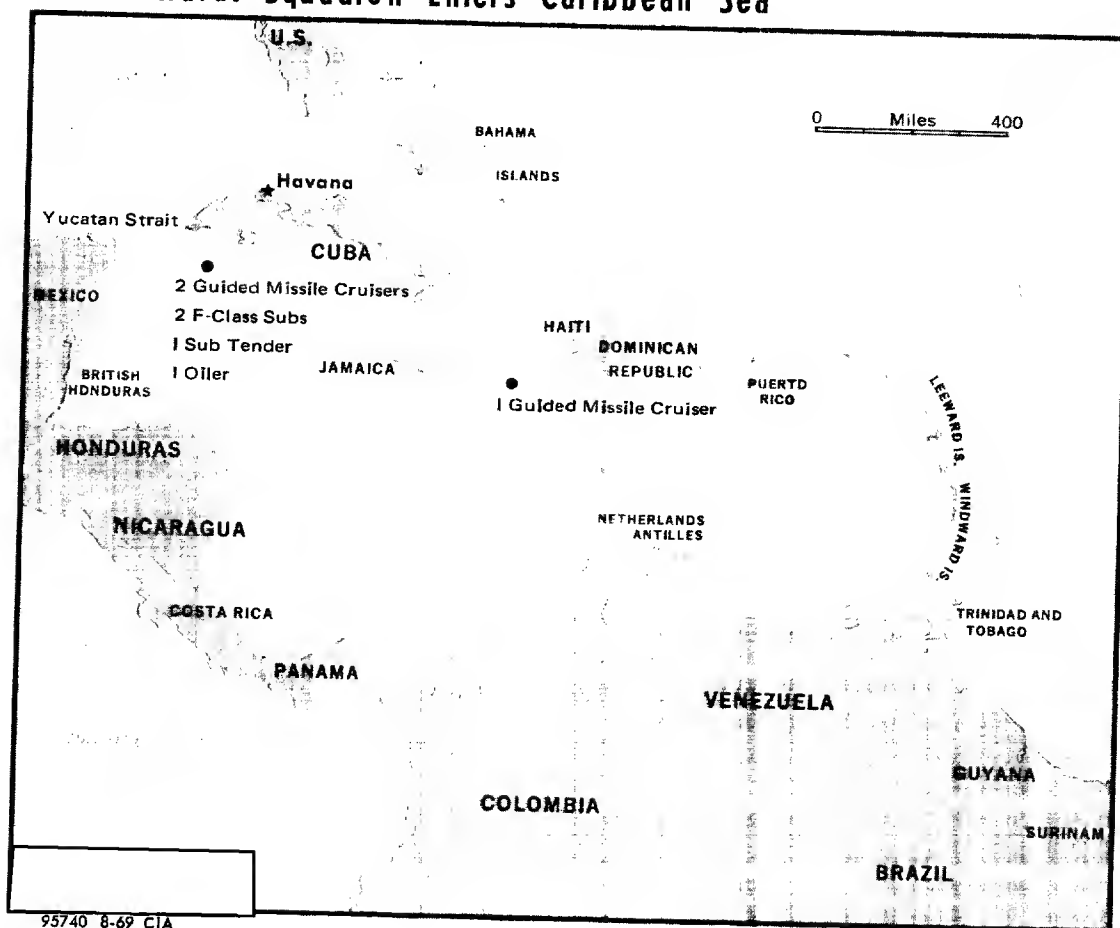 Squadron Enters Caribbean Sea
U.S.
0 Miles 400
BAHAMA
ISLANDS
Havana
Yucatan Strait
CUBA
MEXICO
2 Guided Missile Cruisers
2 F-Class Subs
1 Sub Tender
1 Oiler
HAITI
DOMINICAN
REPUBLIC
JAMAICA
BRITISH
HONDURAS
PUERTO
RICO
1 Guided Missile Cruiser
LEEWARD IS.
WINDWARD IS.
HONDURAS
NICARAGUA
NETHERLANDS
ANTILLES
COSTA RICA
TRINIDAD AND
TOBAGO
PANAMA
VENEZUELA
GUYANA
COLOMBIA
SURINAM
BRAZIL
95740 8-69 CIA